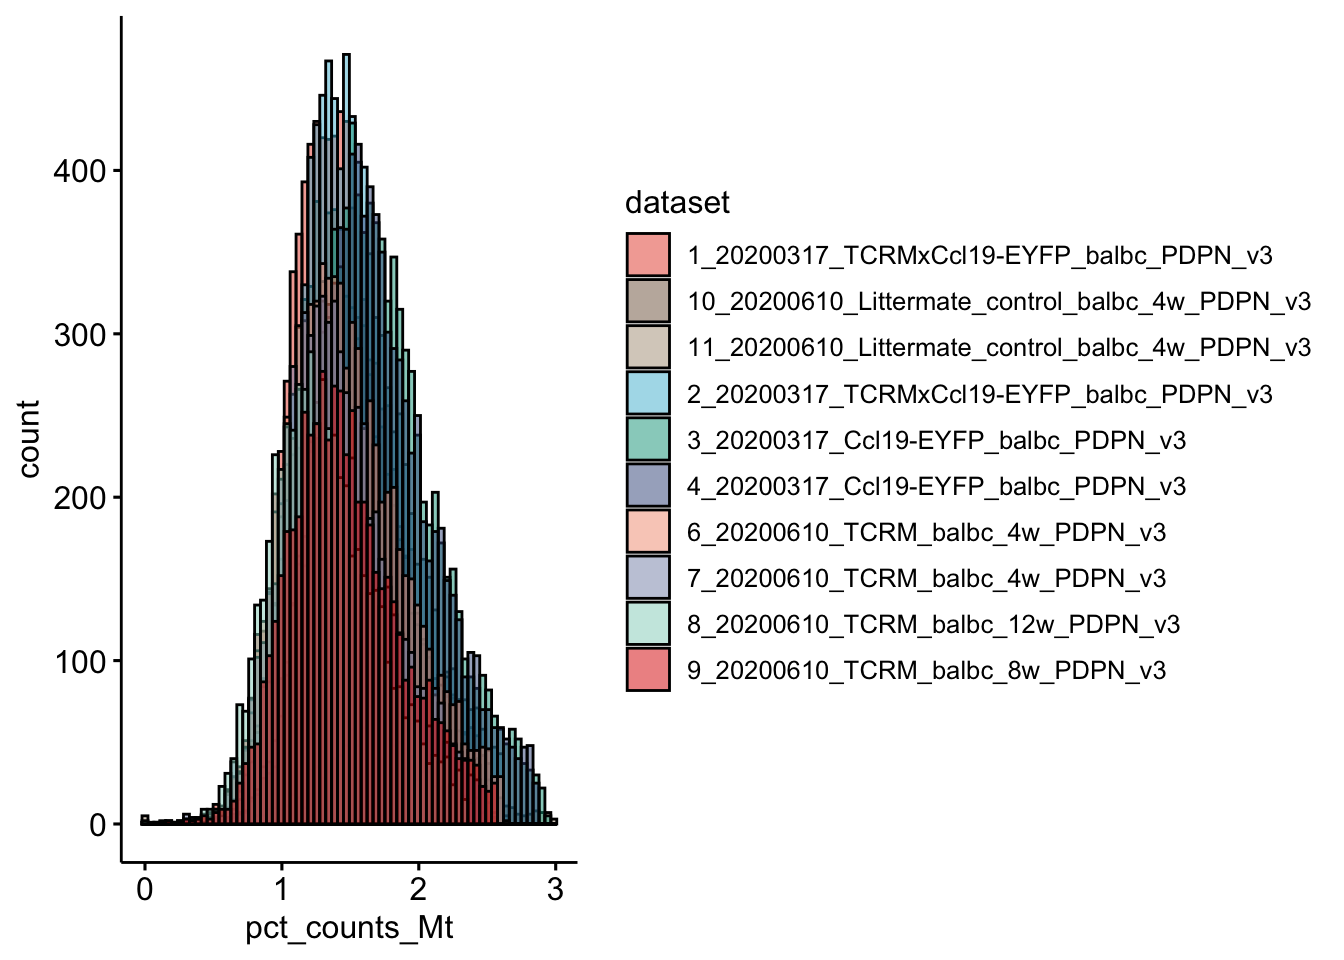 400
300
200
100
0
count
0 1 2 3
pct_counts_Mt
dataset
1_20200317_TCRMxCcl19-EYFP_balbc_PDPN_v3
10_20200610_Littermate_control_balbc_4w_PDPN_v3
11_20200610_Littermate_control_balbc_4w_PDPN_v3
2_20200317_TCRMxCcl19-EYFP_balbc_PDPN_v3
3_20200317_Ccl19-EYFP_balbc_PDPN_v3
4_20200317_Ccl19-EYFP_balbc_PDPN_v3
6_20200610_TCRM_balbc_4w_PDPN_v3
7_20200610_TCRM_balbc_4w_PDPN_v3
8_20200610_TCRM_balbc_12w_PDPN_v3
9_20200610_TCRM_balbc_8w_PDPN_v3